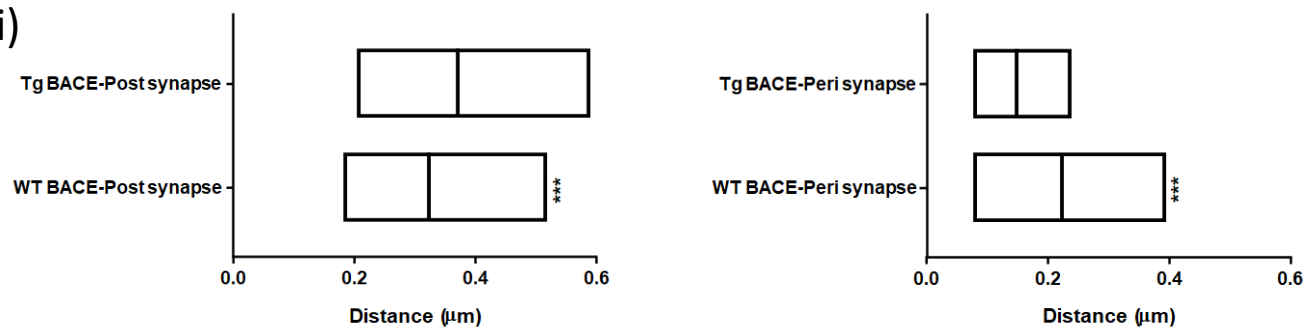 i)
Tg BACE-Post synapse
WT BACE-Post synapse
***
0.0 0.2 0.4 0.6
Distance (μm)
Tg BACE-Peri synapse
WT BACE-Peri synapse
***
0.0 0.2 0.4 0.6
Distance (μm)